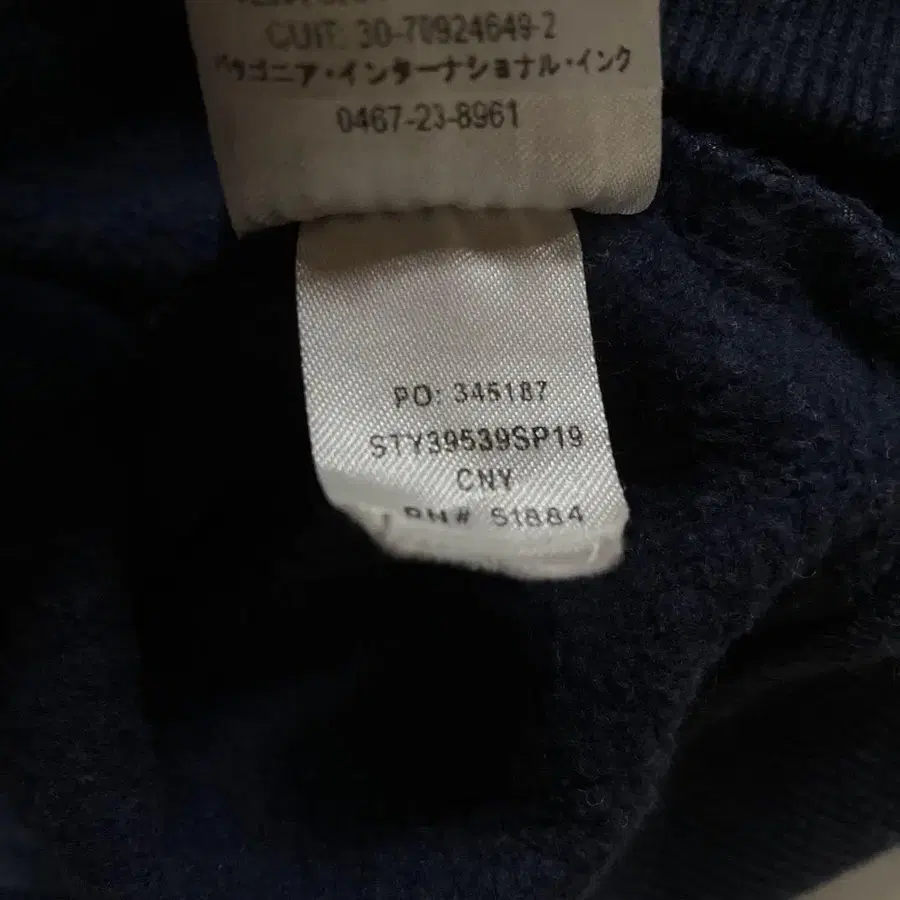 CUIT: 30-70924649-2
パタゴニア・インターナショナル・インク
0467-23-8961
PO: 345187
STY39539SP19
CNY
RN# 51884